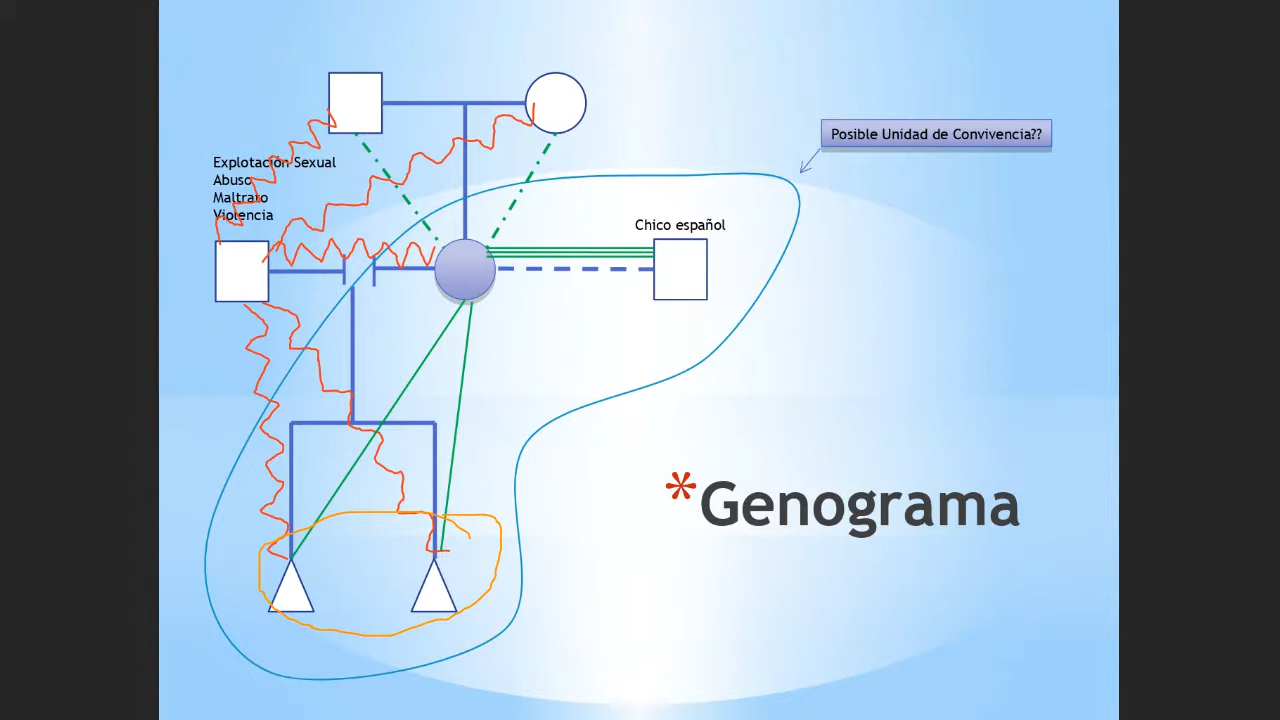 Posible Unidad de Convivencia??
Explotación Sexual
Abuso
Maltrato
Violencia
Chico español
*Genograma